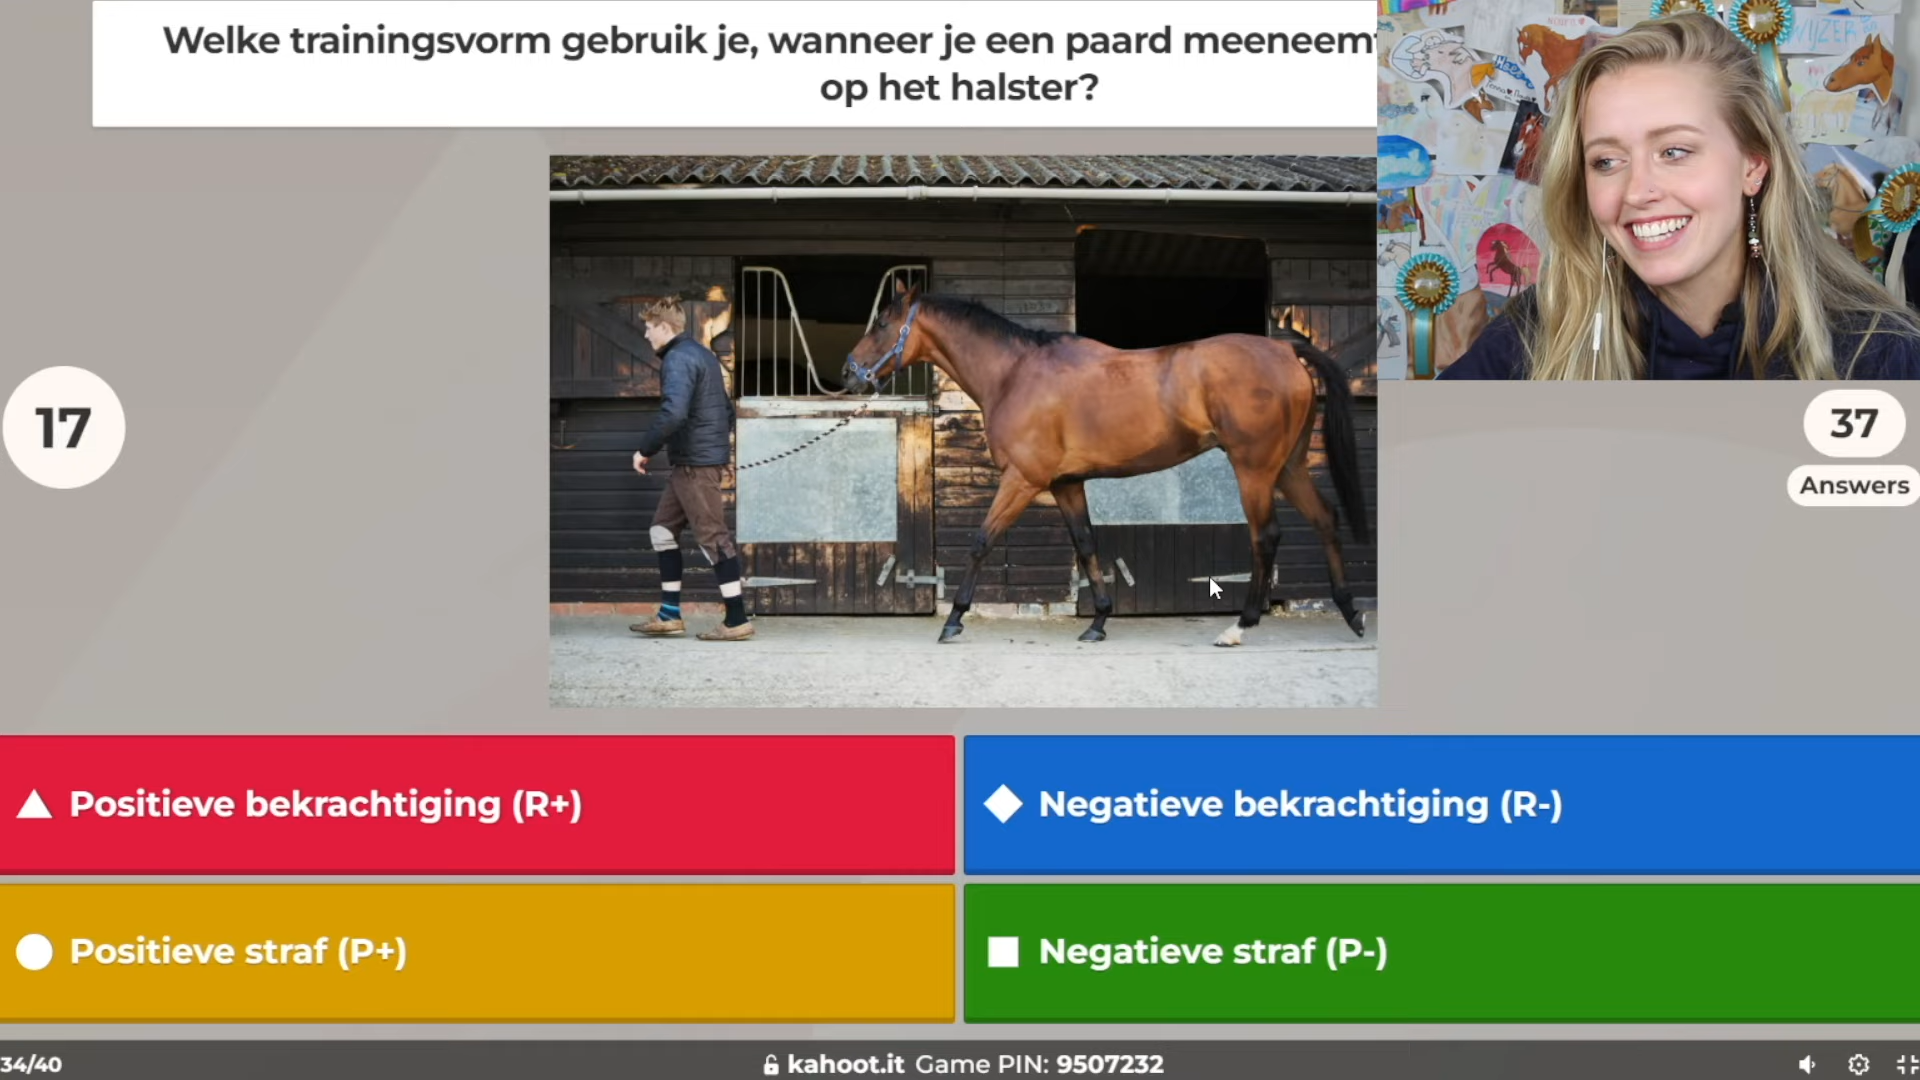 Welke trainingsvorm gebruik je, wanneer je een paard meeneemt
op het halster?
17
37
Answers
Positieve bekrachtiging (R+)
Negatieve bekrachtiging (R-)
Positieve straf (P+)
Negatieve straf (P-)
34/40
kahoot.it Game PIN: 9507232